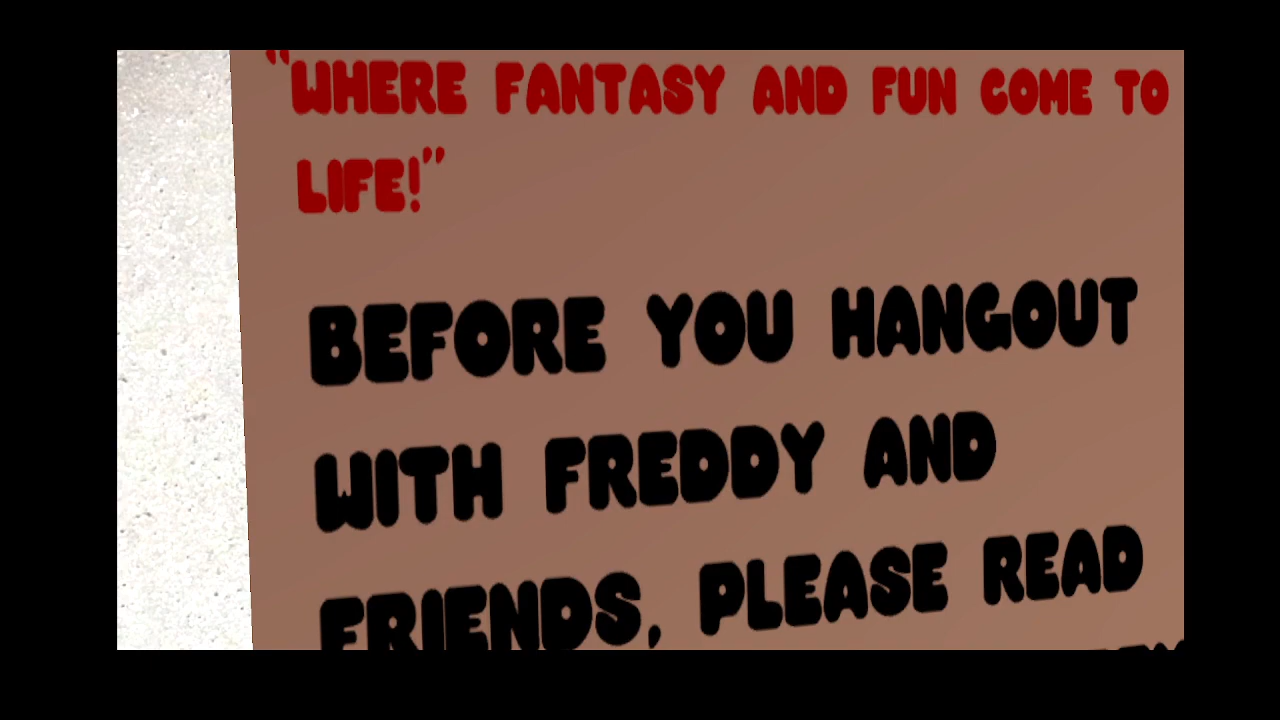 "WHERE FANTASY AND FUN COME TO
LIFE!"
BEFORE YOU HANGOUT
WITH FREDDY AND
FRIENDS, PLEASE READ